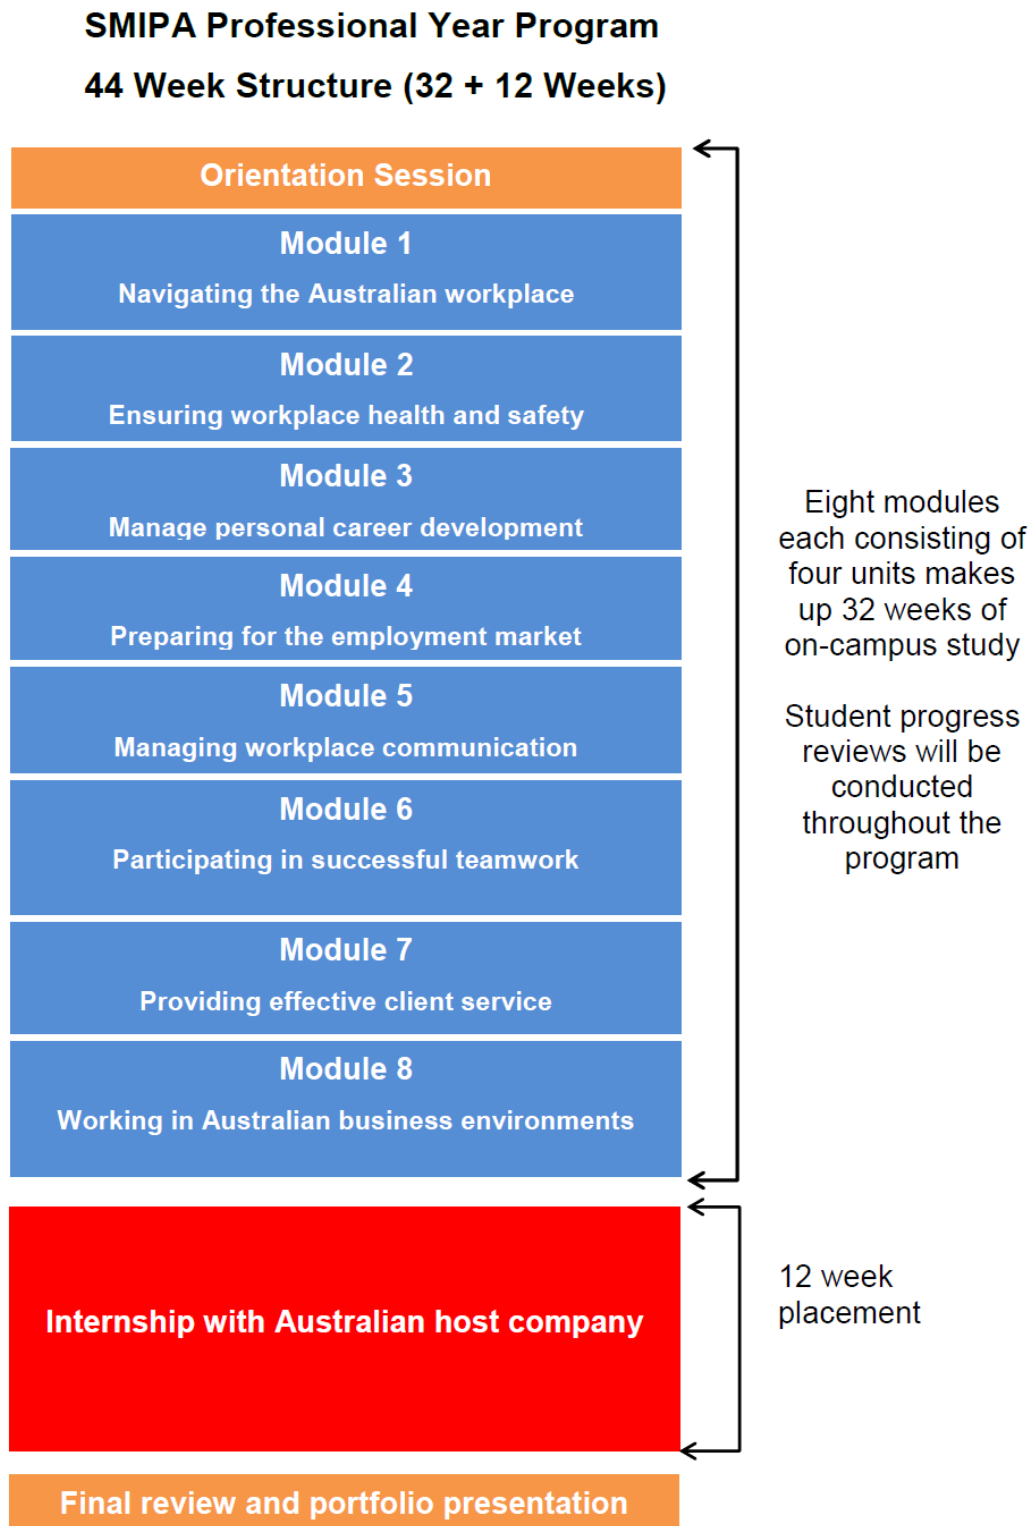 SMIPA Professional Year Program
44 Week Structure (32 + 12 Weeks)
Orientation Session
Module 1
Navigating the Australian workplace
Module 2
Ensuring workplace health and safety
Module 3
Manage personal career development
Module 4
Preparing for the employment market
Module 5
Managing workplace communication
Module 6
Participating in successful teamwork
Module 7
Providing effective client service
Module 8
Working in Australian business environments
Eight modules
each consisting of
four units makes
up 32 weeks of
on-campus study
Student progress
reviews will be
conducted
throughout the
program
Internship with Australian host company
12 week
placement
Final review and portfolio presentation